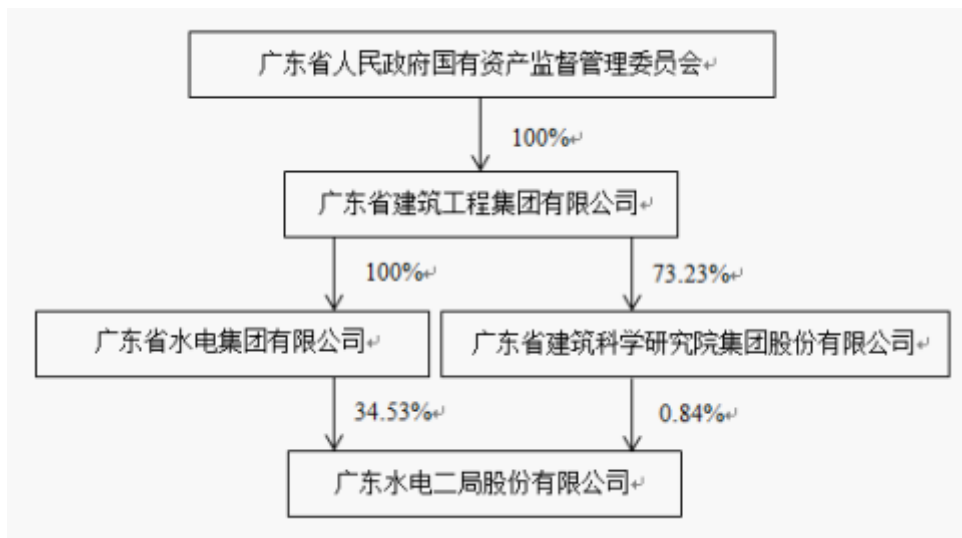 广东省人民政府国有资产监督管理委员会↵
100%↵
广东省建筑工程集团有限公司↵
100%↵
73.23%↵
广东省水电集团有限公司↵
广东省建筑科学研究院集团股份有限公司↵
34.53%↵
0.84%↵
广东水电二局股份有限公司↵